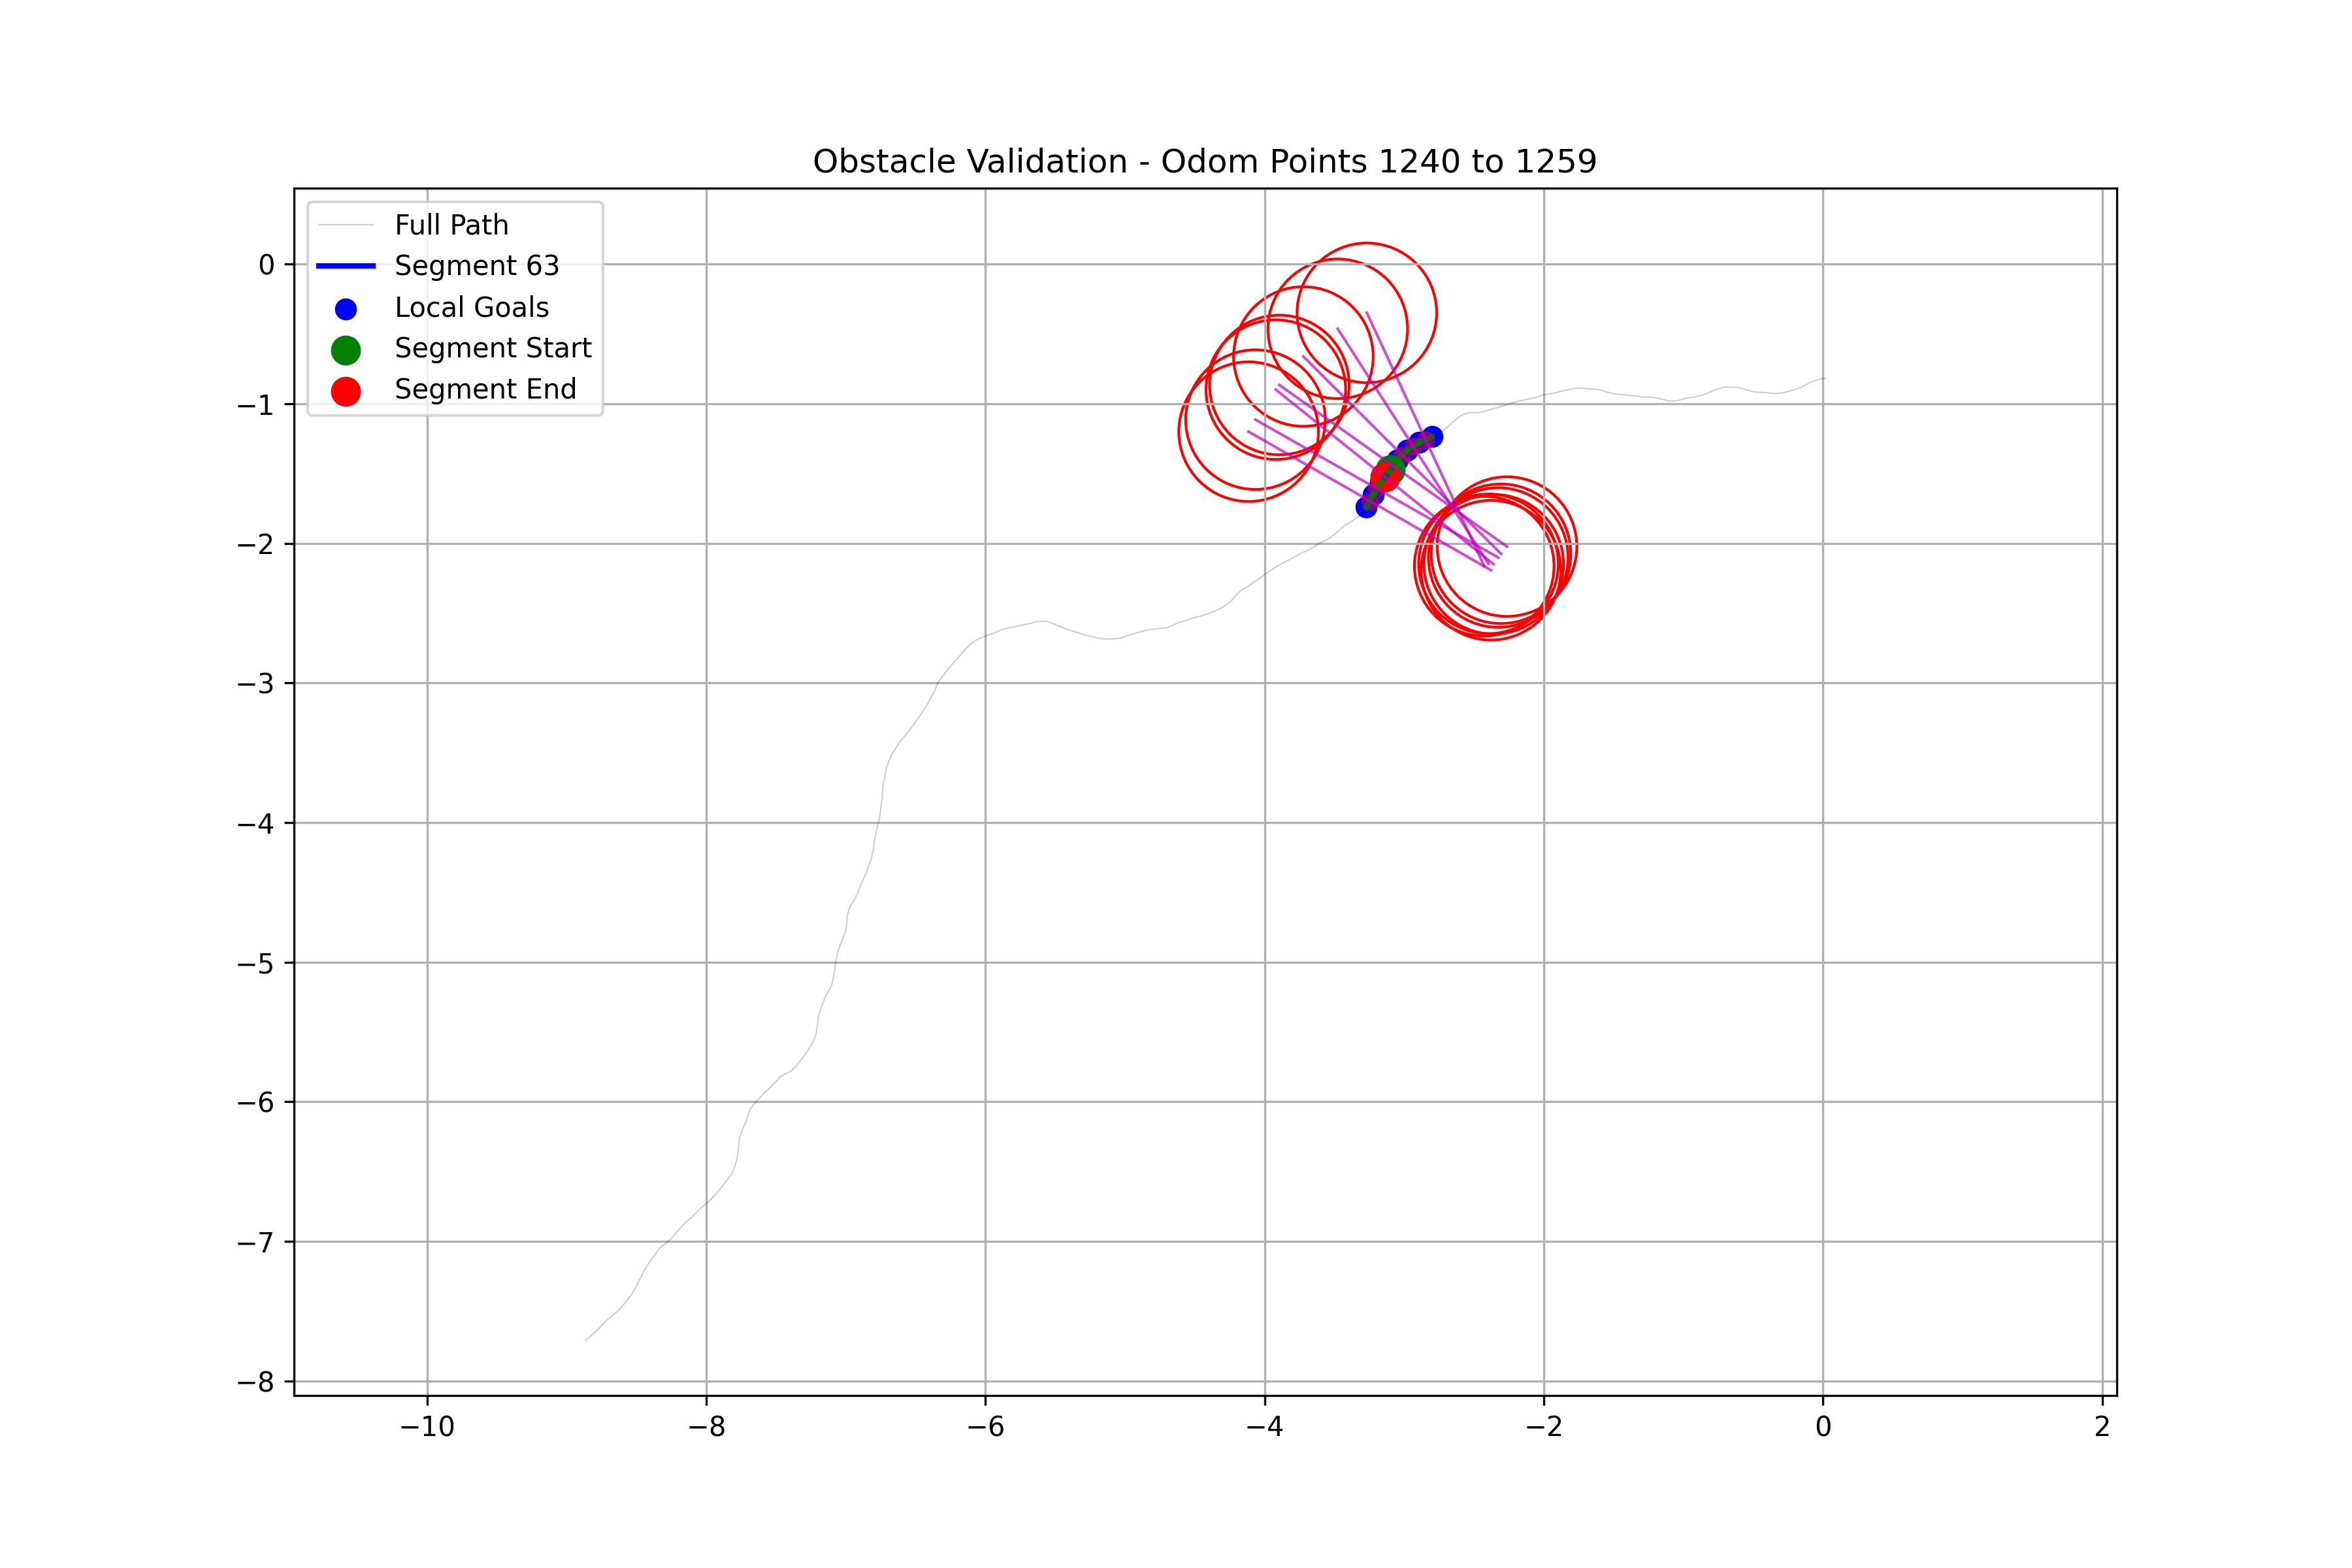 Obstacle Validation - Odom Points 1240 to 1259
Full Path
Segment 63
Local Goals
Segment Start
Segment End
0
−1
−2
−3
−4
−5
−6
−7
−8
−10
−8
−6
−4
−2
0
2